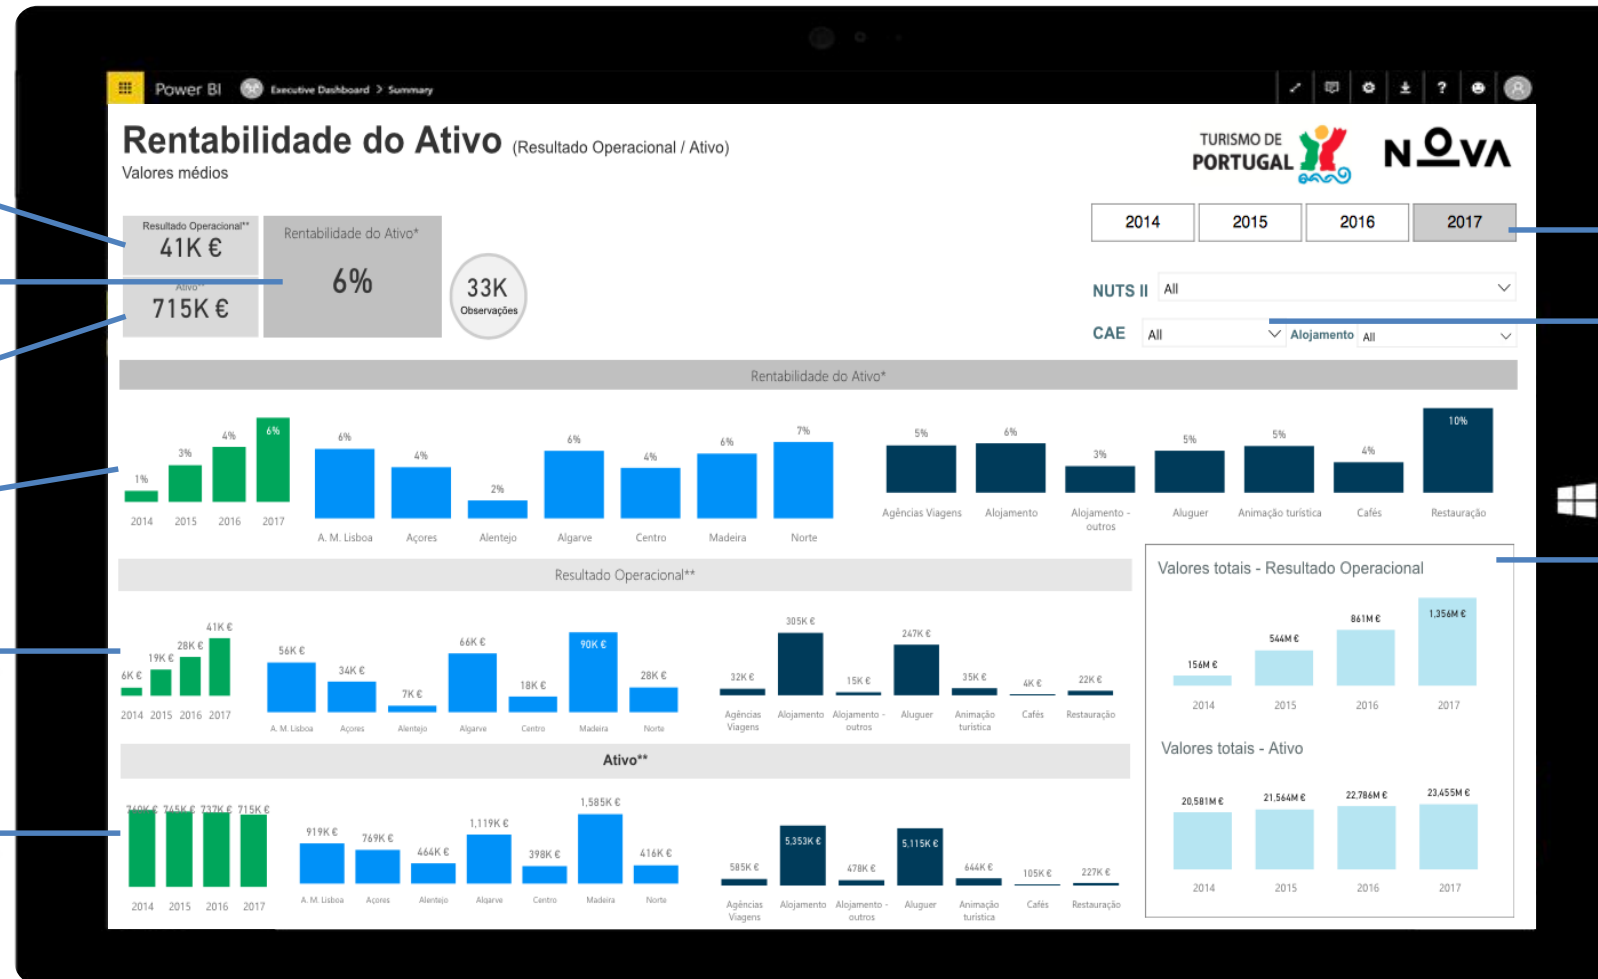 Power BI
Executive Dashboard > Summary
?
Rentabilidade do Ativo (Resultado Operacional / Ativo)
Valores médios
TURISMO DE
PORTUGAL
NOVA
Resultado Operacional**
41K €
Ativo**
715K €
Rentabilidade do Ativo*
6%
33K
Observações
2014 2015 2016 2017
NUTS II All
CAE All Alojamento All
Rentabilidade do Ativo*
1% 3% 4% 6%
2014 2015 2016 2017
6% 4% 2% 6% 4% 6% 7%
A. M. Lisboa Açores Alentejo Algarve Centro Madeira Norte
5% 6% 3% 5% 5% 4% 10%
Agências Viagens Alojamento Alojamento - Aluguer Animação turística Cafés Restauração
outros
Resultado Operacional**
6K € 19K € 28K € 41K €
2014 2015 2016 2017
56K € 34K € 7K € 66K € 18K € 90K € 28K €
A. M. Lisboa Açores Alentejo Algarve Centro Madeira Norte
32K € 305K € 15K € 247K € 35K € 4K € 22K €
Agências Alojamento Alojamento - Aluguer Animação Cafés Restauração
Viagens outros turística
Valores totais - Resultado Operacional
156M € 544M € 861M € 1,356M €
2014 2015 2016 2017
Ativo**
745K € 737K € 715K €
2014 2015 2016 2017
919K € 769K € 464K € 1,119K € 398K € 1,585K € 416K €
A. M. Lisboa Açores Alentejo Algarve Centro Madeira Norte
585K € 5,353K € 478K € 5,115K € 644K € 105K € 227K €
Agências Alojamento Alojamento - Aluguer Animação Cafés Restauração
Viagens outros turística
Valores totais - Ativo
20,581M € 21,564M € 22,786M € 23,455M €
2014 2015 2016 2017